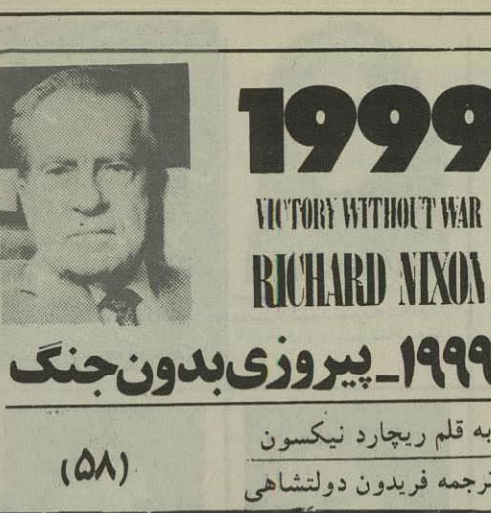 1999
VICTORY WITHOUT WAR
RICHARD NIXON
۱۹۹۹_پیروزی بدون جنگ
به قلم ریچارد نیکسون
ترجمه فریدون دولتشاهی
(۵۸)